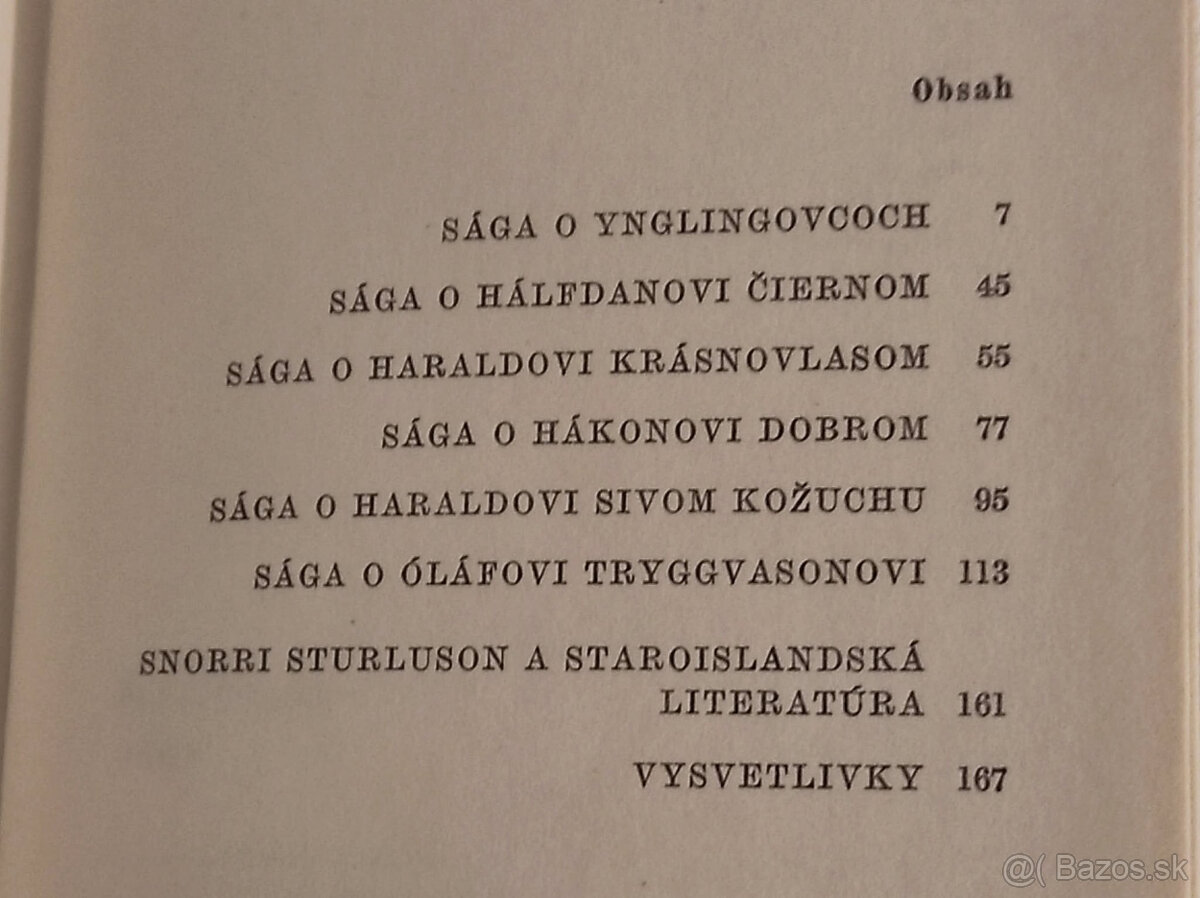 Obsah
SÁGA O YNGLINGOVCOCH 7
SÁGA O HÁLFDANOVI ČIERNOM 45
SÁGA O HARALDOVI KRÁSNOVLASOM 55
SÁGA O HÁKONOVI DOBROM 77
SÁGA O HARALDOVI SIVOM KOŽUCHU 95
SÁGA O ÓLÁFOVI TRYGGVASONOVI 113
SNORRI STURLUSON A STAROISLANDSKÁ
LITERATÚRA 161
VYSVETLIVKY 167
@( Bazos.sk